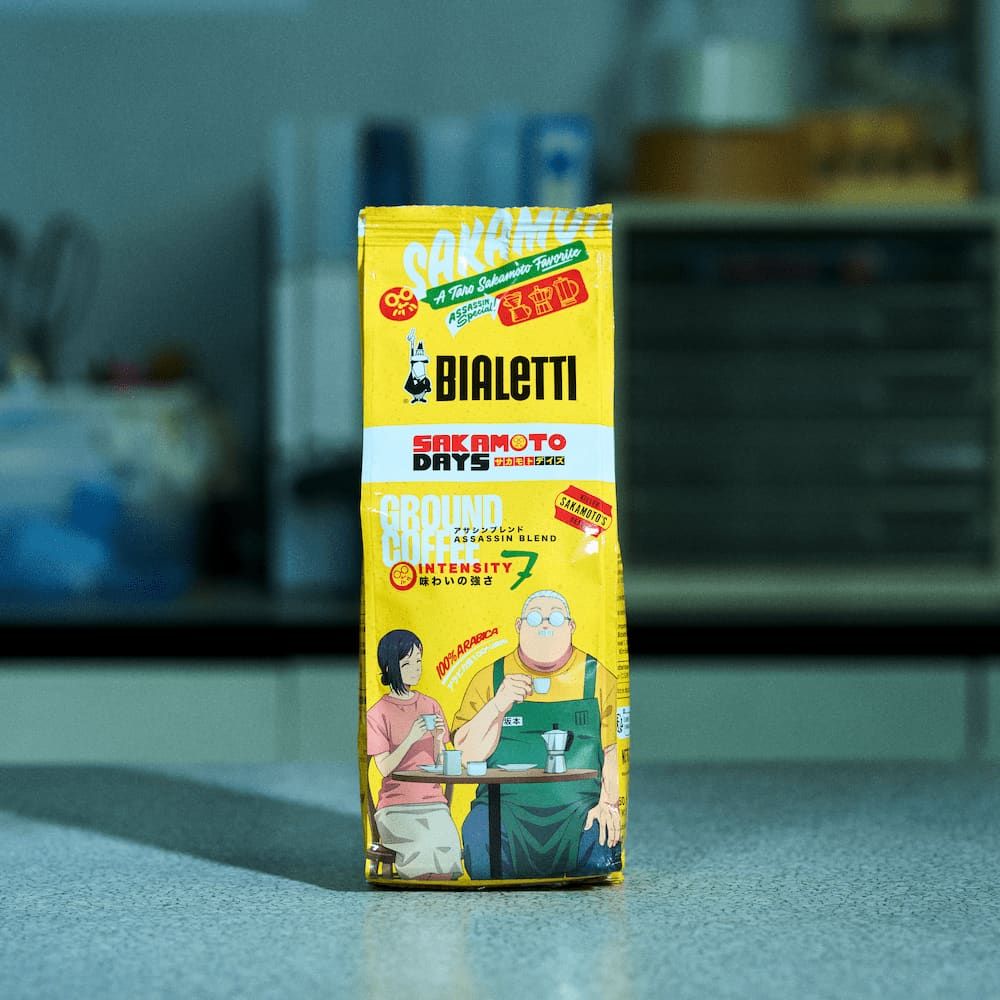 SAKAMOT
A Taro Sakamoto Favorite
ASSASSIN
Special!
BIALETTI
SAKAMOTO
DAYS サカモトデイズ
GROUND
COFFEE
アサシンブレンド
ASSASSIN BLEND
KILLER
SAKAMOTO'S
INTENSITY 7
味わいの強さ
100% ARABICA
坂本